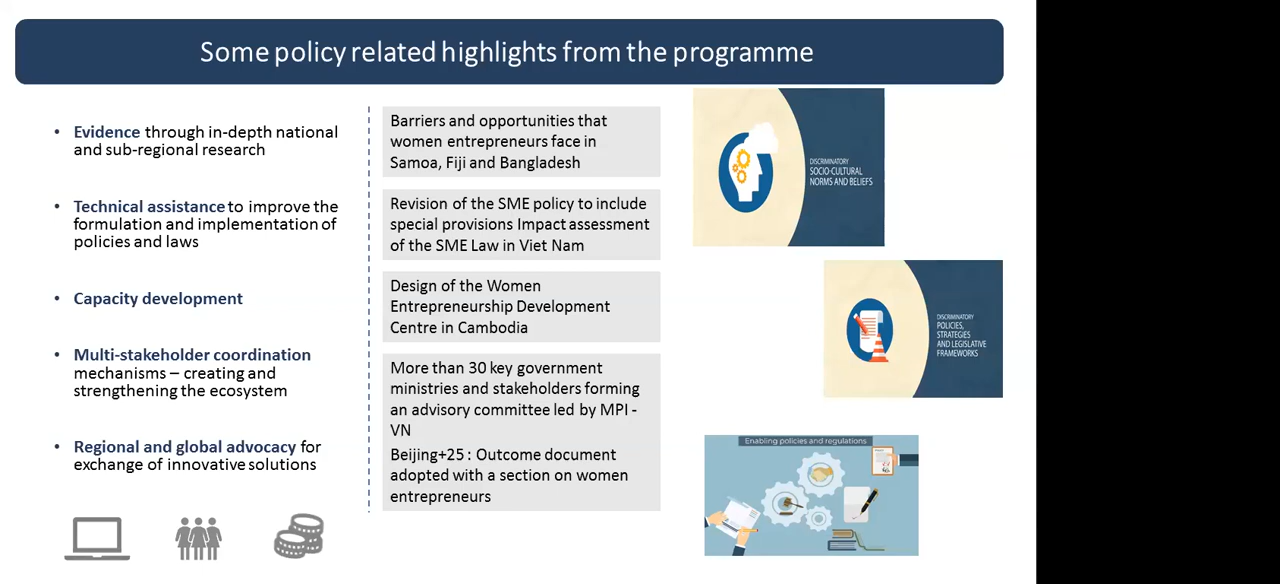 Some policy related highlights from the programme
• Evidence through in-depth national
and sub-regional research
• Technical assistance to improve the
formulation and implementation of
policies and laws
• Capacity development
• Multi-stakeholder coordination
mechanisms – creating and
strengthening the ecosystem
• Regional and global advocacy for
exchange of innovative solutions
Barriers and opportunities that
women entrepreneurs face in
Samoa, Fiji and Bangladesh
Revision of the SME policy to include
special provisions Impact assessment
of the SME Law in Viet Nam
Design of the Women
Entrepreneurship Development
Centre in Cambodia
More than 30 key government
ministries and stakeholders forming
an advisory committee led by MPI -
VN
Beijing+25 : Outcome document
adopted with a section on women
entrepreneurs
DISCRIMINATORY
SOCIO-CULTURAL
NORMS AND BELIEFS
DISCRIMINATORY
POLICIES,
STRATEGIES
AND LEGISLATIVE
FRAMEWORKS
Enabling policies and regulations